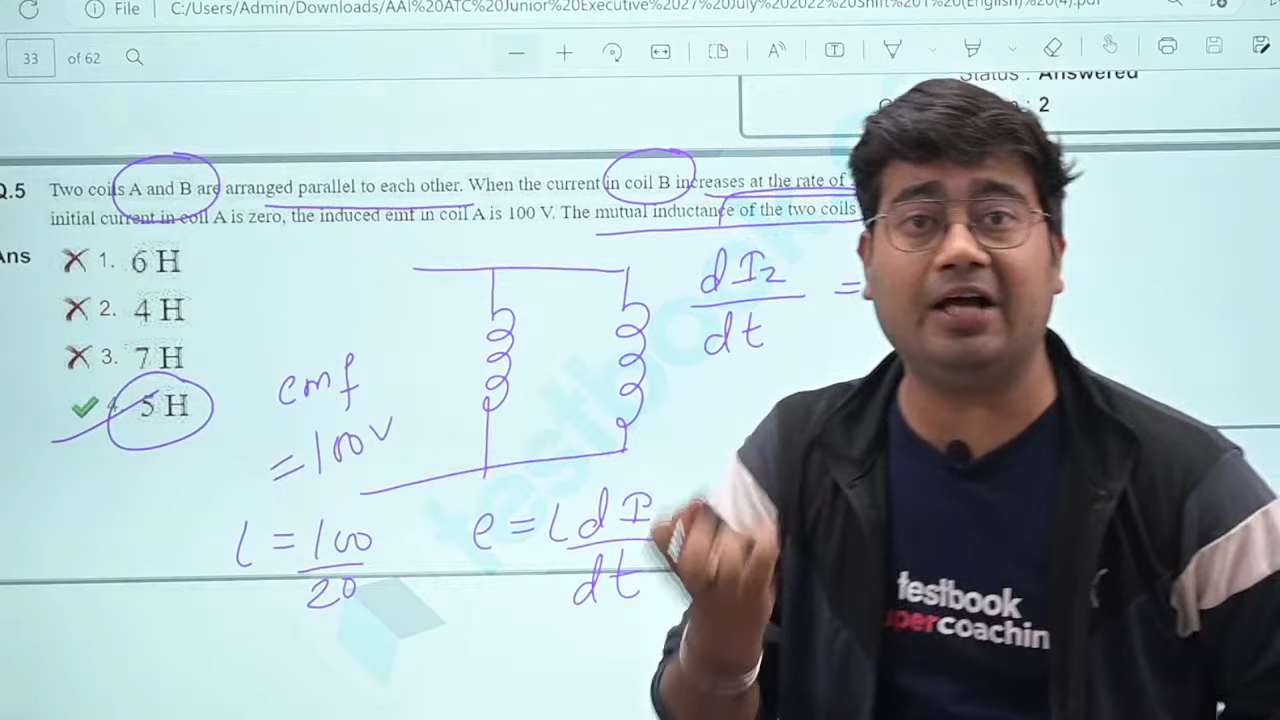 File C:/Users/Admin/Downloads/AAI%20ATC%20Junior%20Executive%2027%20July%202022%20Shift%201%20(English)%20(4).pdf
33 of 62
Status : Answered
: 2
Q.5 Two coils A and B are arranged parallel to each other. When the current in coil B increases at the rate of
initial current in coil A is zero, the induced emf in coil A is 100 V. The mutual inductance of the two coils
Ans 1. 6 H
2. 4 H
3. 7 H
4. 5 H
dI2
dt
=
emf
=100V
L = 100
20
e = L dI
dt
testbook
testbook
percoachin